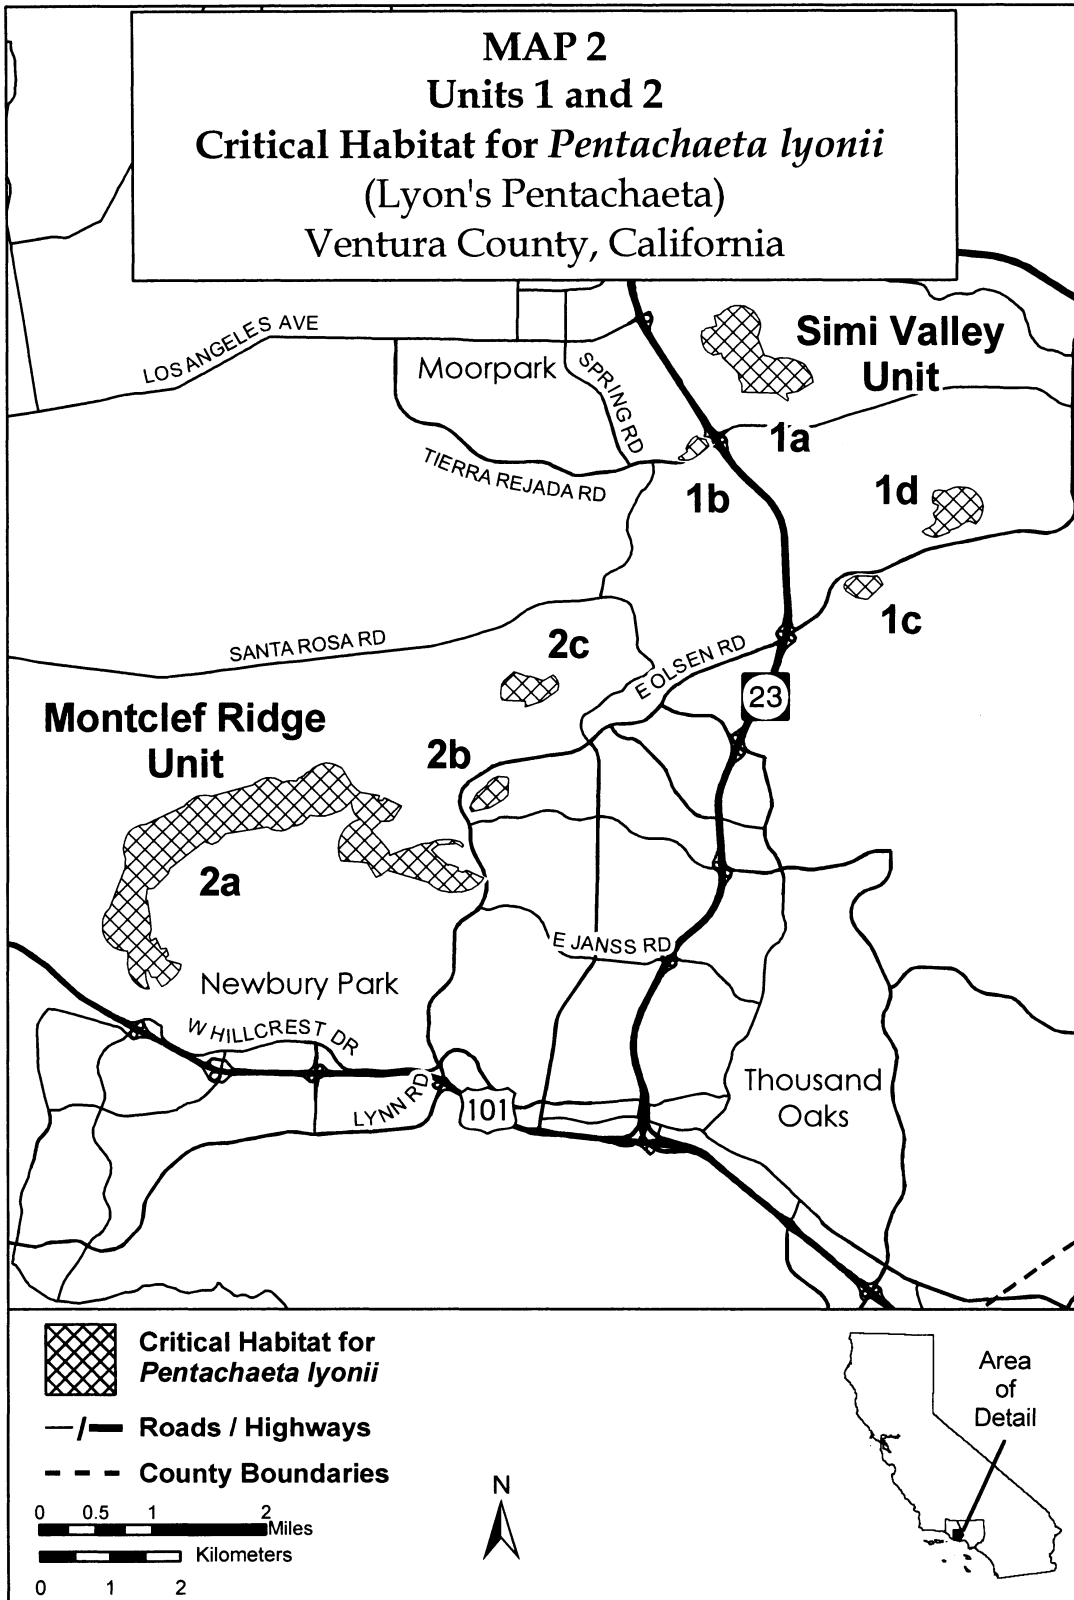 MAP 2
Units 1 and 2
Critical Habitat for Pentachaeta lyonii
(Lyon's Pentachaeta)
Ventura County, California
LOS ANGELES AVE
Moorpark
SPRING RD
Simi Valley
Unit
1a
TIERRA REJADA RD
1b
1d
1c
SANTA ROSA RD
2c
E OLSEN RD
23
Montclef Ridge
Unit
2b
2a
E JANSS RD
Newbury Park
W HILLCREST DR
LYNN RD
101
Thousand
Oaks
Critical Habitat for
Pentachaeta lyonii
Roads / Highways
County Boundaries
0 0.5 1 2
Miles
Kilometers
0 1 2
N
Area
of
Detail